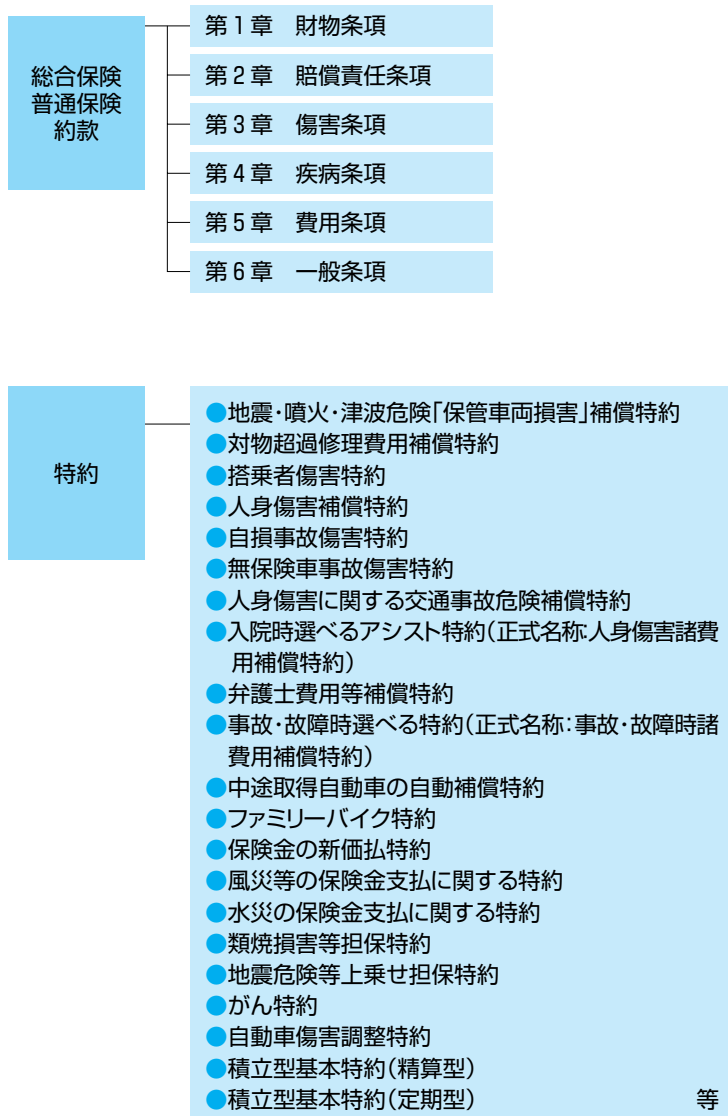 総合保険
普通保険
約款
第1章 財物条項
第2章 賠償責任条項
第3章 傷害条項
第4章 疾病条項
第5章 費用条項
第6章 一般条項
特約
●地震・噴火・津波危険「保管車両損害」補償特約
●対物超過修理費用補償特約
●搭乗者傷害特約
●人身傷害補償特約
●自損事故傷害特約
●無保険車事故傷害特約
●人身傷害に関する交通事故危険補償特約
●入院時選べるアシスト特約(正式名称:人身傷害諸費
用補償特約)
●弁護士費用等補償特約
●事故・故障時選べる特約(正式名称:事故・故障時諸
費用補償特約)
●中途取得自動車の自動補償特約
●ファミリーバイク特約
●保険金の新価払特約
●風災等の保険金支払に関する特約
●水災の保険金支払に関する特約
●類焼損害等担保特約
●地震危険等上乗せ担保特約
●がん特約
●自動車傷害調整特約
●積立型基本特約(精算型)
●積立型基本特約(定期型) 等